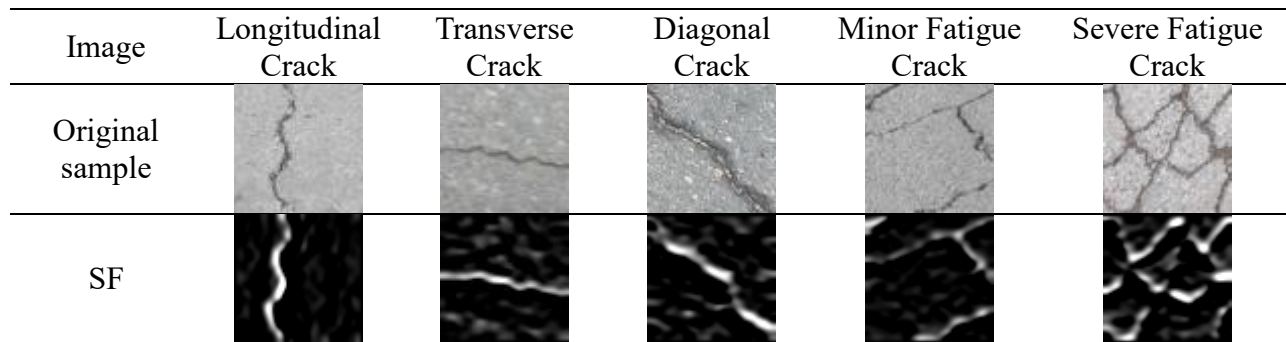 Image
Longitudinal Crack
Transverse Crack
Diagonal Crack
Minor Fatigue Crack
Severe Fatigue Crack
Original sample
SF